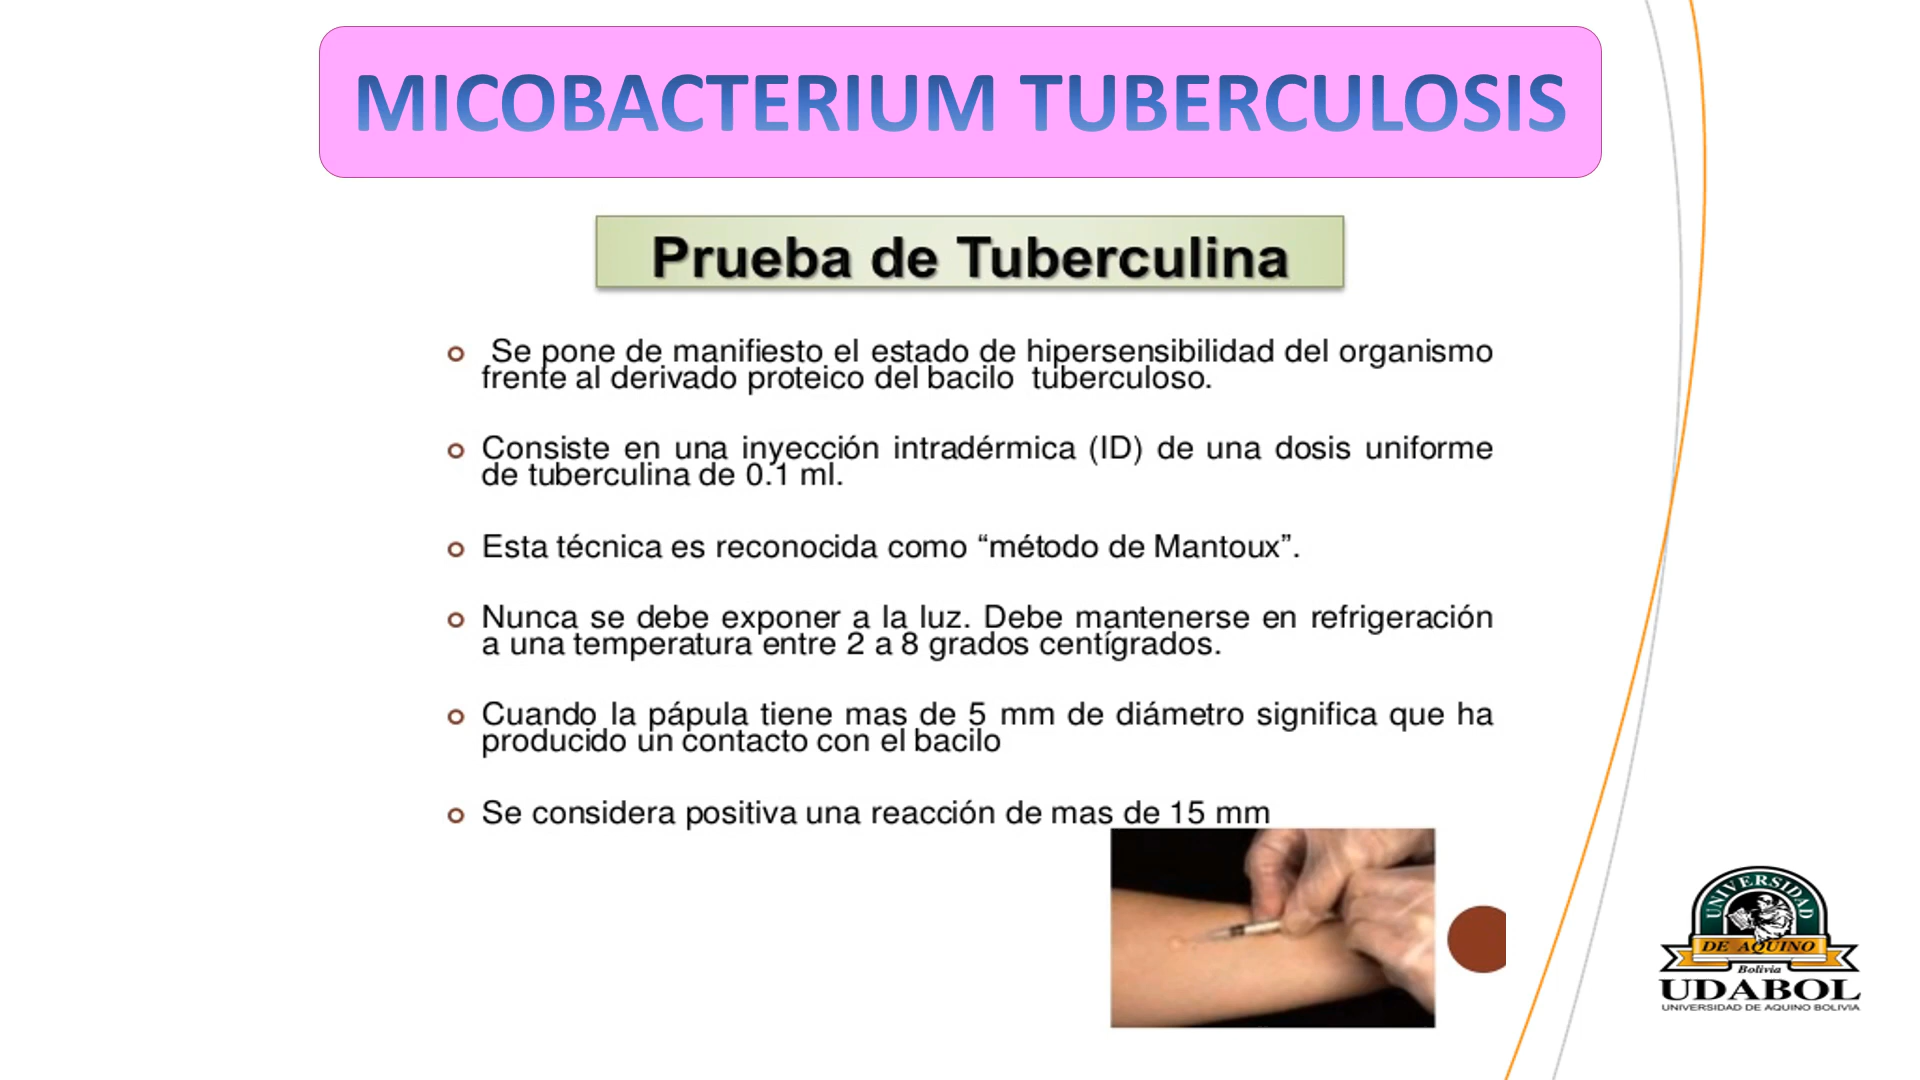 MICOBACTERIUM TUBERCULOSIS
Prueba de Tuberculina
Se pone de manifiesto el estado de hipersensibilidad del organismo
frente al derivado proteico del bacilo tuberculoso.
Consiste en una inyección intradérmica (ID) de una dosis uniforme
de tuberculina de 0.1 ml.
Esta técnica es reconocida como “método de Mantoux”.
Nunca se debe exponer a la luz. Debe mantenerse en refrigeración
a una temperatura entre 2 a 8 grados centígrados.
Cuando la pápula tiene mas de 5 mm de diámetro significa que ha
producido un contacto con el bacilo
Se considera positiva una reacción de mas de 15 mm
UNIVERSIDAD
DE AQUINO
Bolivia
UDABOL
UNIVERSIDAD DE AQUINO BOLIVIA